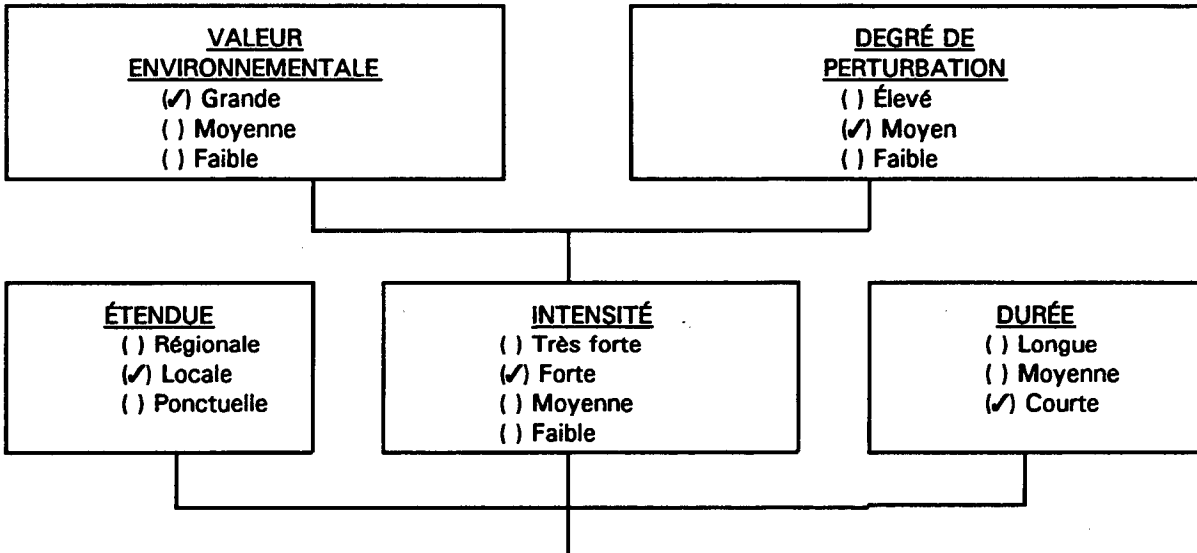 VALEUR
ENVIRONNEMENTALE
(✓) Grande
( ) Moyenne
( ) Faible
DEGRÉ DE
PERTURBATION
( ) Élevé
(✓) Moyen
( ) Faible
ÉTENDUE
( ) Régionale
(✓) Locale
( ) Ponctuelle
INTENSITÉ
( ) Très forte
(✓) Forte
( ) Moyenne
( ) Faible
DURÉE
( ) Longue
( ) Moyenne
(✓) Courte